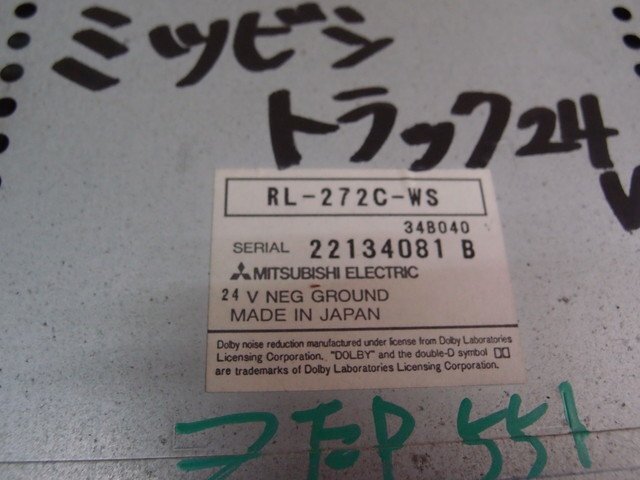 ミツビシ
トラック24
V
RL-272C-WS
34B040
SERIAL 22134081 B
MITSUBISHI ELECTRIC
24 V NEG GROUND
MADE IN JAPAN
Dolby noise reduction manufactured under license from Dolby Laboratories
Licensing Corporation. "DOLBY" and the double-D symbol
are trademarks of Dolby Laboratories Licensing Corporation.
551